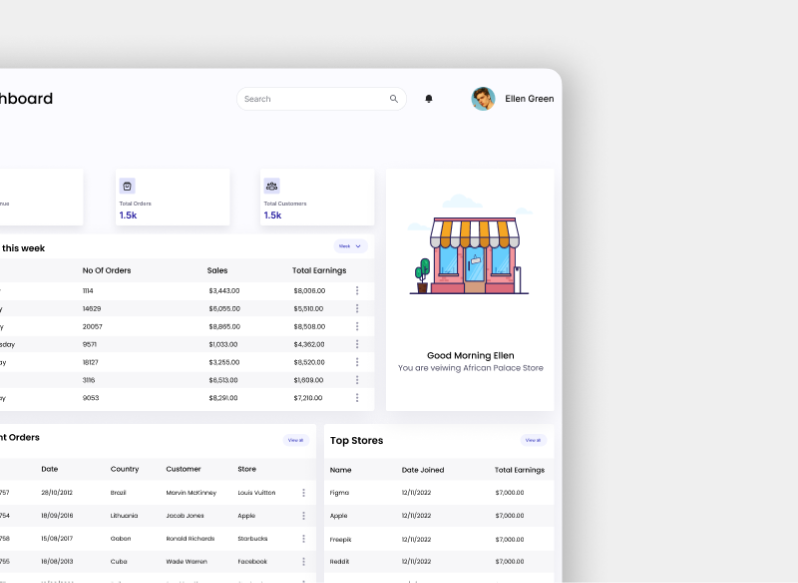 hboard
Search
Ellen Green
nue
Total Orders
1.5k
Total Customers
1.5k
this week
Week
No Of Orders Sales Total Earnings
1114 $3,443.00 $8,009.00
y 14629 $6,055.00 $5,510.00
y 20057 $8,865.00 $8,508.00
sday 9571 $1,033.00 $4,362.00
ay 18127 $3,255.00 $8,520.00
3116 $6,513.00 $1,609.00
ay 9053 $8,291.00 $7,210.00
Good Morning Ellen
You are veiwing African Palace Store
nt Orders
View all
Date Country Customer Store
757 28/10/2012 Brazil Marvin McKinney Louis Vuitton
754 18/09/2016 Lithuania Jacob Jones Apple
758 15/08/2017 Gabon Ronald Richards Starbucks
755 16/08/2013 Cuba Wade Warren Facebook
Top Stores
View all
Name Date Joined Total Earnings
Figma 12/11/2022 $7,000.00
Apple 12/11/2022 $7,000.00
Freepik 12/11/2022 $7,000.00
Reddit 12/11/2022 $7,000.00